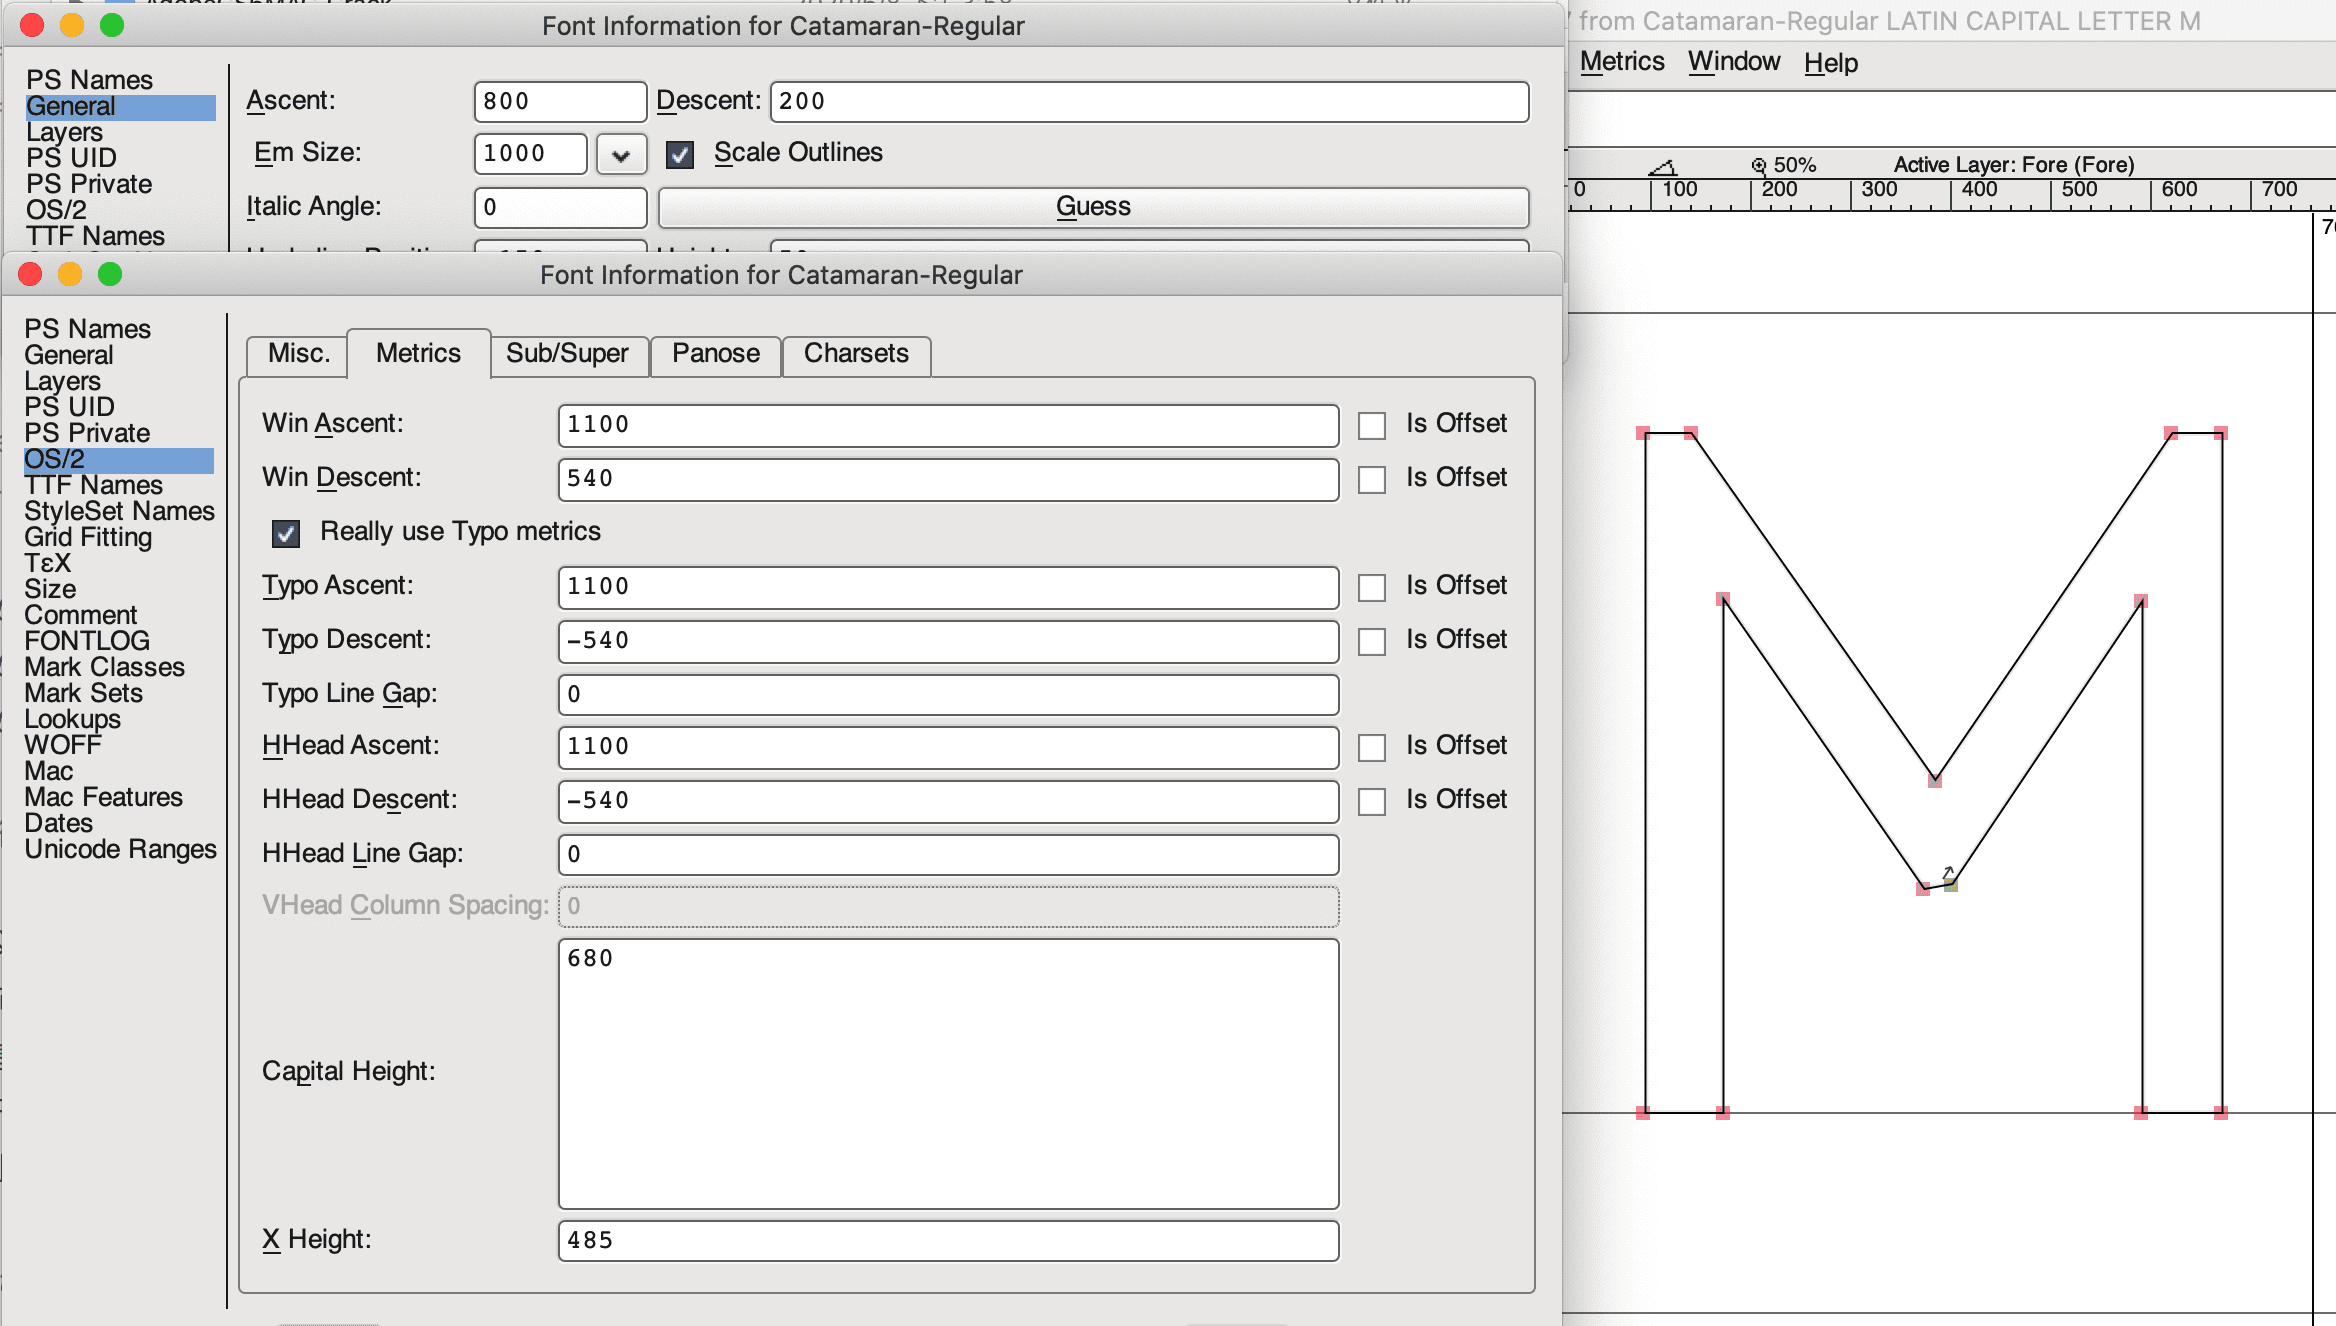 Font Information for Catamaran-Regular
from Catamaran-Regular LATIN CAPITAL LETTER M
Metrics Window Help
PS Names
General
Layers
PS UID
PS Private
OS/2
TTF Names
Ascent: 800 Descent: 200
Em Size: 1000 Scale Outlines
Italic Angle: 0 Guess
50% Active Layer: Fore (Fore)
0 100 200 300 400 500 600 700
Font Information for Catamaran-Regular
PS Names
General
Layers
PS UID
PS Private
OS/2
TTF Names
StyleSet Names
Grid Fitting
TεX
Size
Comment
FONTLOG
Mark Classes
Mark Sets
Lookups
WOFF
Mac
Mac Features
Dates
Unicode Ranges
Misc. Metrics Sub/Super Panose Charsets
Win Ascent: 1100 Is Offset
Win Descent: 540 Is Offset
Really use Typo metrics
Typo Ascent: 1100 Is Offset
Typo Descent: -540 Is Offset
Typo Line Gap: 0
HHead Ascent: 1100 Is Offset
HHead Descent: -540 Is Offset
HHead Line Gap: 0
VHead Column Spacing: 0
Capital Height: 680
X Height: 485